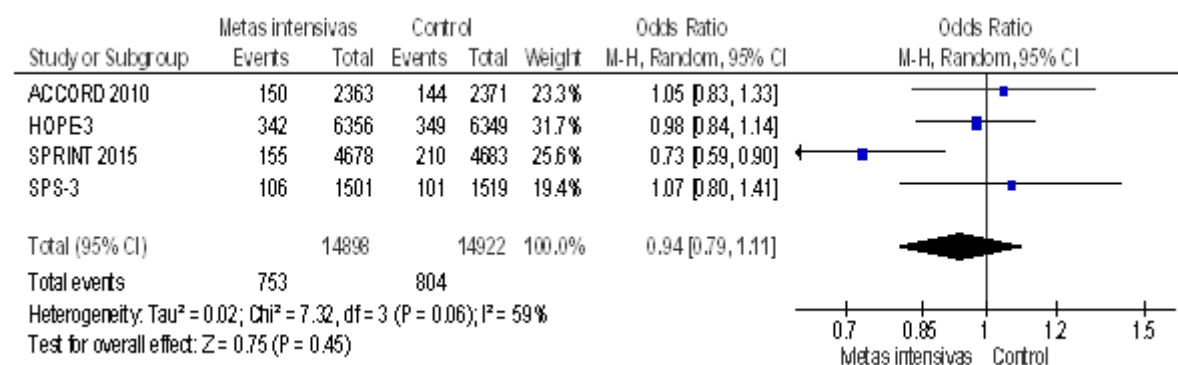 Metas intensivas Control Odds Ratio Odds Ratio
Study or Subgroup Events Total Events Total Weight M-H, Random, 95% CI M-H, Random, 95% CI
ACCORD 2010 150 2363 144 2371 23.3% 1.05 [0.83, 1.33]
HOPE-3 342 6356 349 6349 31.7% 0.98 [0.84, 1.14]
SPRINT 2015 155 4678 210 4683 25.6% 0.73 [0.59, 0.90]
SPS-3 106 1501 101 1519 19.4% 1.07 [0.80, 1.41]
Total (95% CI) 14898 14922 100.0% 0.94 [0.79, 1.11]
Total events 753 804
Heterogeneity: Tau² = 0.02; Chi² = 7.32, df = 3 (P = 0.06); I² = 59%
Test for overall effect: Z = 0.75 (P = 0.45)
0.7 0.85 1 1.2 1.5
Metas intensivas Control